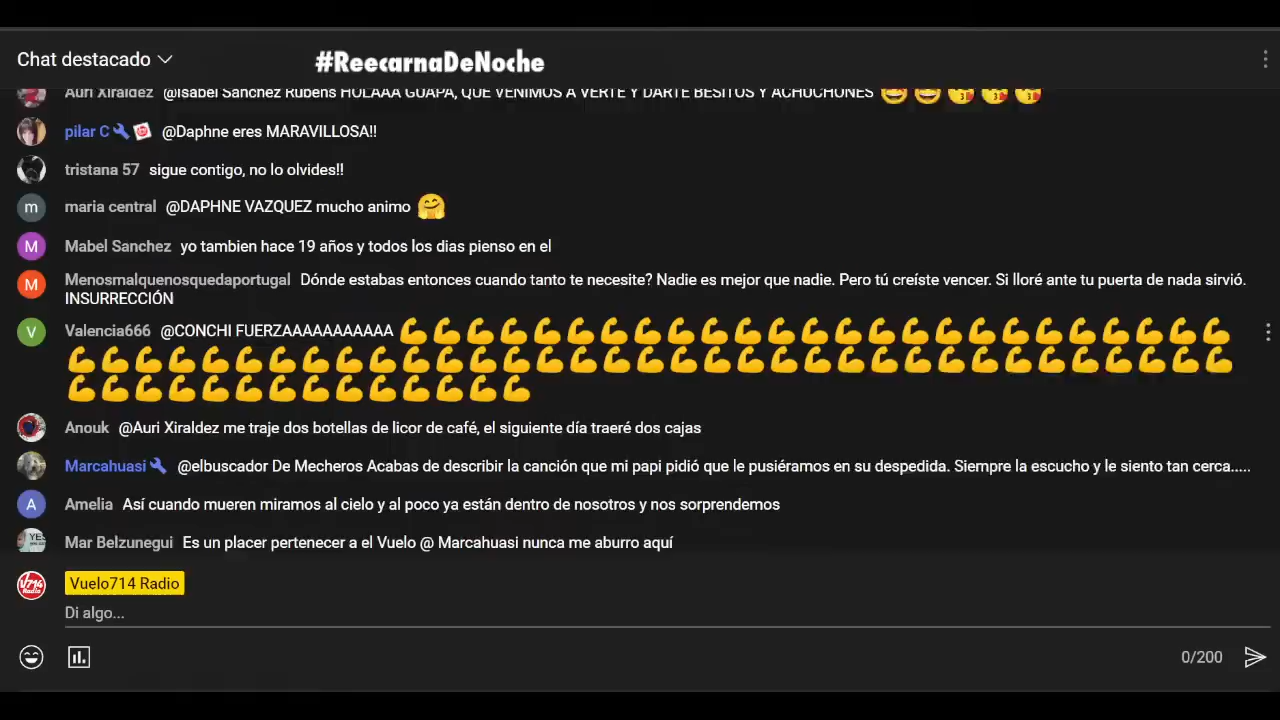 Chat destacado
#ReecarnaDeNoche
Auri Xiraldez @Isabel Sanchez Rubens HOLAAA GUAPA, QUE VENIMOS A VERTE Y DARTE BESITOS Y ACHUCHONES
pilar C @Daphne eres MARAVILLOSA!!
tristana 57 sigue contigo, no lo olvides!!
m
maria central @DAPHNE VAZQUEZ mucho animo
M
Mabel Sanchez yo tambien hace 19 años y todos los dias pienso en el
M
Menosmalquenosquedaportugal Dónde estabas entonces cuando tanto te necesite? Nadie es mejor que nadie. Pero tú creíste vencer. Si lloré ante tu puerta de nada sirvió.
INSURRECCIÓN
V
Valencia666 @CONCHI FUERZAAAAAAAAAAA
Anouk @Auri Xiraldez me traje dos botellas de licor de café, el siguiente día traeré dos cajas
Marcahuasi @elbuscador De Mecheros Acabas de describir la canción que mi papi pidió que le pusiéramos en su despedida. Siempre la escucho y le siento tan cerca.....
A
Amelia Así cuando mueren miramos al cielo y al poco ya están dentro de nosotros y nos sorprendemos
YES
Mar Belzunegui Es un placer pertenecer a el Vuelo @ Marcahuasi nunca me aburro aquí
V714
Radio
Vuelo714 Radio
Di algo...
0/200